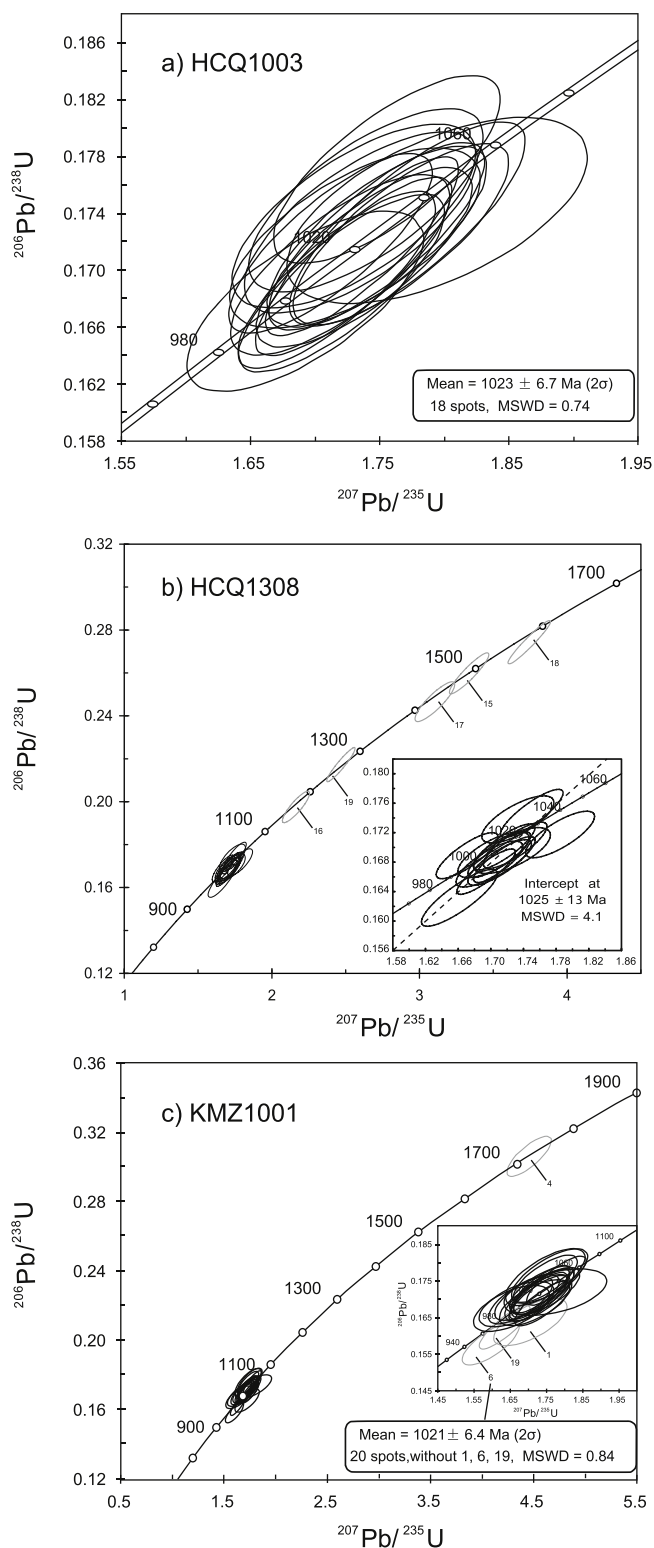 a) HCQ1003
0.186
0.182
0.178
0.174
0.170
0.166
0.162
0.158
206Pb/238U
1060
1020
980
Mean = 1023 ± 6.7 Ma (2σ)
18 spots, MSWD = 0.74
1.55 1.65 1.75 1.85 1.95
207Pb/ 235U
b) HCQ1308
0.32
0.28
0.24
0.20
0.16
0.12
206Pb/238U
1700
1500
1300
1100
900
18
15
17
19
16
0.180
0.176
0.172
0.168
0.164
0.160
0.156
1060
1040
1020
1000
980
Intercept at
1025 ± 13 Ma
MSWD = 4.1
1.58 1.62 1.66 1.70 1.74 1.78 1.82 1.86
1 2 3 4
207Pb/ 235U
c) KMZ1001
0.36
0.32
0.28
0.24
0.20
0.16
0.12
206Pb/238U
1900
1700
1500
1300
1100
900
4
0.185
0.175
0.165
0.155
0.145
206Pb/238U
1100
1060
980
940
1
19
6
1.45 1.55 1.65 1.75 1.85 1.95
207Pb/235U
Mean = 1021± 6.4 Ma (2σ)
20 spots,without 1, 6, 19, MSWD = 0.84
0.5 1.5 2.5 3.5 4.5 5.5
207Pb/ 235U